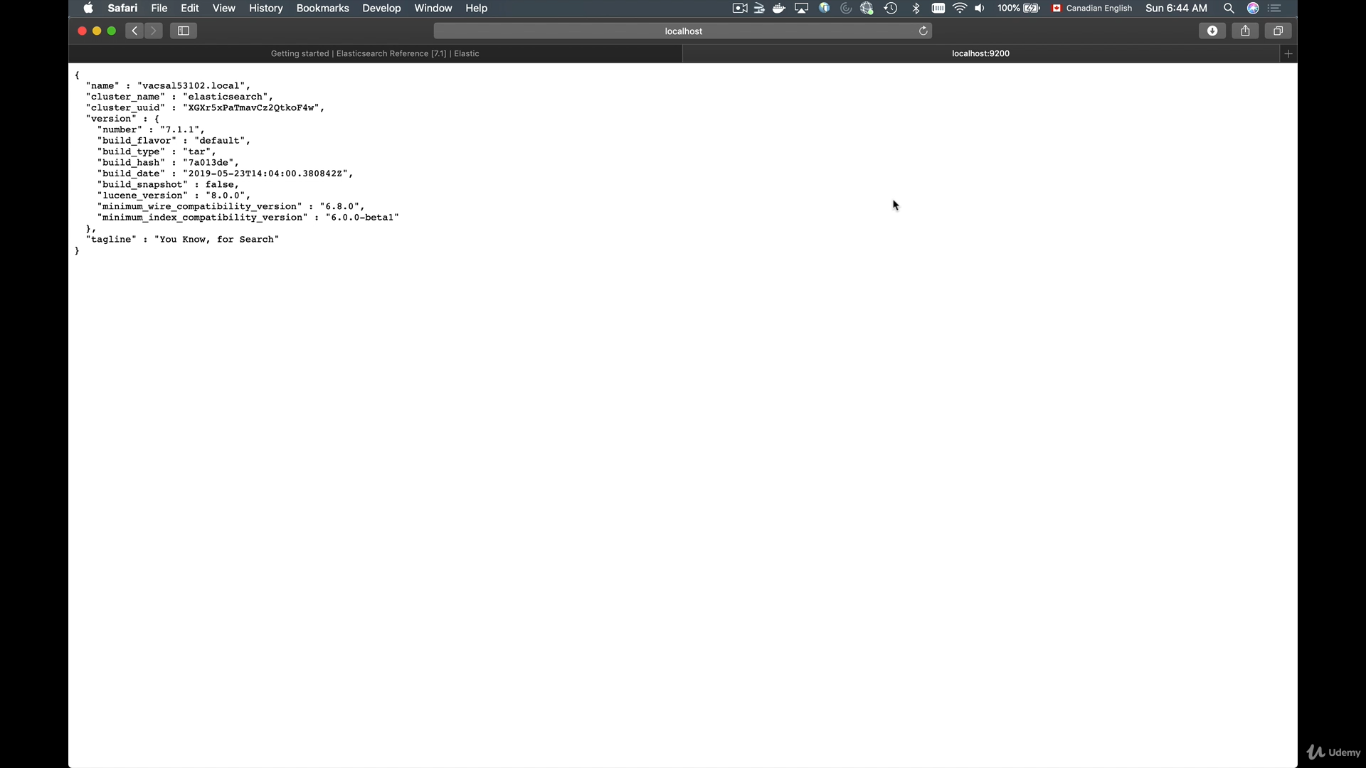 Safari File Edit View History Bookmarks Develop Window Help 100% Canadian English Sun 6:44 AM
localhost
Getting started | Elasticsearch Reference [7.1] | Elastic localhost:9200
{
"name" : "vacsal53102.local",
"cluster_name" : "elasticsearch",
"cluster_uuid" : "XGXr5xPaTmavCz2QtkoF4w",
"version" : {
"number" : "7.1.1",
"build_flavor" : "default",
"build_type" : "tar",
"build_hash" : "7a013de",
"build_date" : "2019-05-23T14:04:00.380842Z",
"build_snapshot" : false,
"lucene_version" : "8.0.0",
"minimum_wire_compatibility_version" : "6.8.0",
"minimum_index_compatibility_version" : "6.0.0-beta1"
},
"tagline" : "You Know, for Search"
}
Udemy